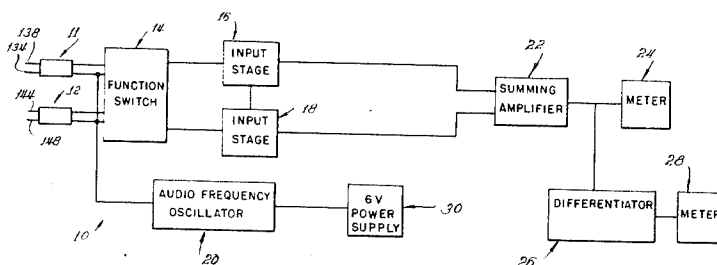 138
134
11
144
148
12
14
FUNCTION
SWITCH
16
INPUT
STAGE
INPUT
STAGE
18
22
SUMMING
AMPLIFIER
24
METER
DIFFERENTIATOR
26
28
METER
AUDIO FREQUENCY
OSCILLATOR
20
6V
POWER
SUPPLY
30
10